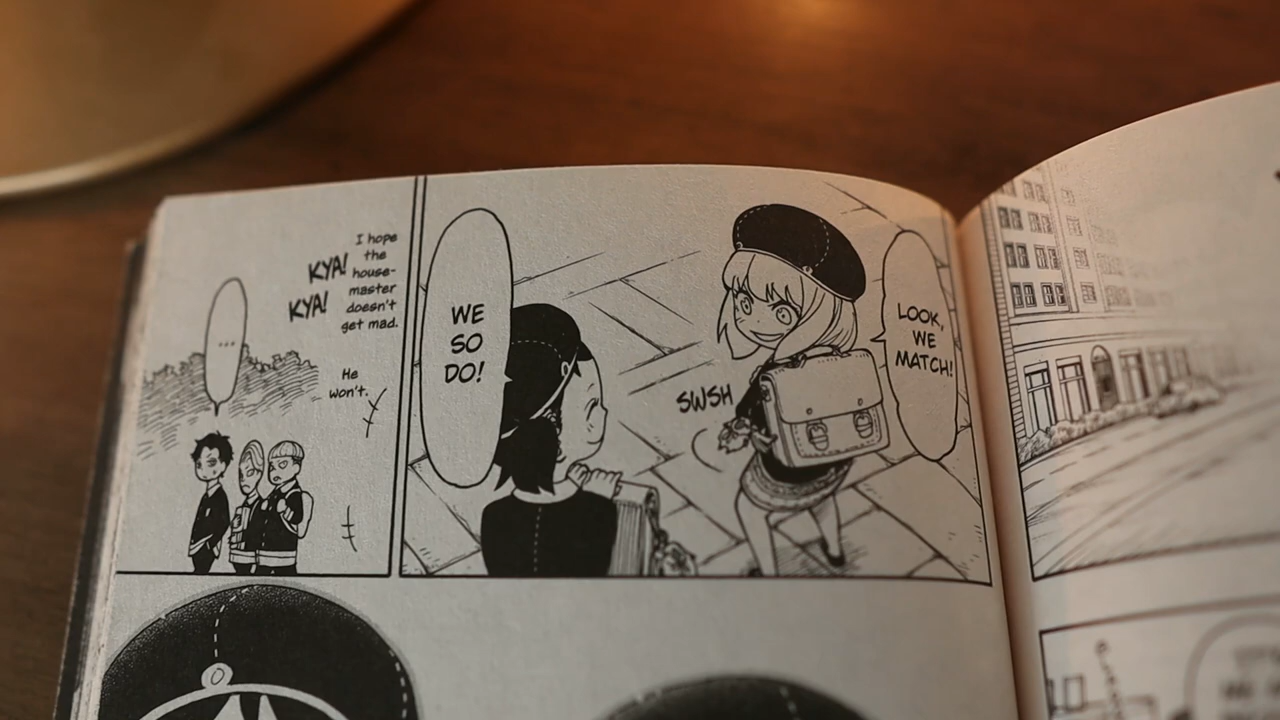 LOOK,
WE
MATCH!
SWSH
WE
SO
DO!
I hope
the
house-
master
doesn't
get mad.
KYA!
KYA!
He
won't.
...